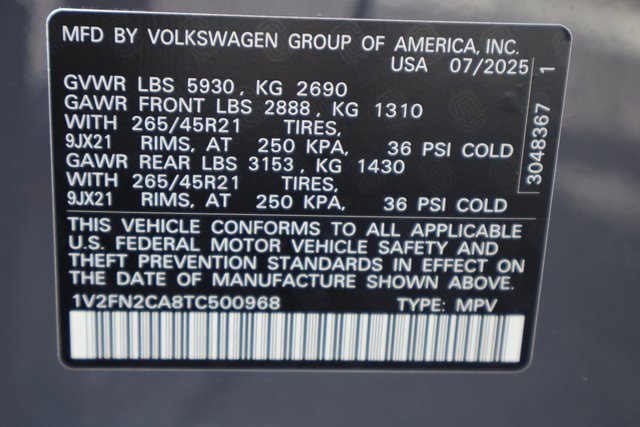 MFD BY VOLKSWAGEN GROUP OF AMERICA, INC.
USA 07/2025
GVWR LBS 5930, KG 2690
GAWR FRONT LBS 2888, KG 1310
WITH 265/45R21 TIRES,
9JX21 RIMS, AT 250 KPA, 36 PSI COLD
GAWR REAR LBS 3153, KG 1430
WITH 265/45R21 TIRES,
9JX21 RIMS, AT 250 KPA, 36 PSI COLD
3048367 1
THIS VEHICLE CONFORMS TO ALL APPLICABLE
U.S. FEDERAL MOTOR VEHICLE SAFETY AND
THEFT PREVENTION STANDARDS IN EFFECT ON
THE DATE OF MANUFACTURE SHOWN ABOVE.
1V2FN2CA8TC500968 TYPE: MPV